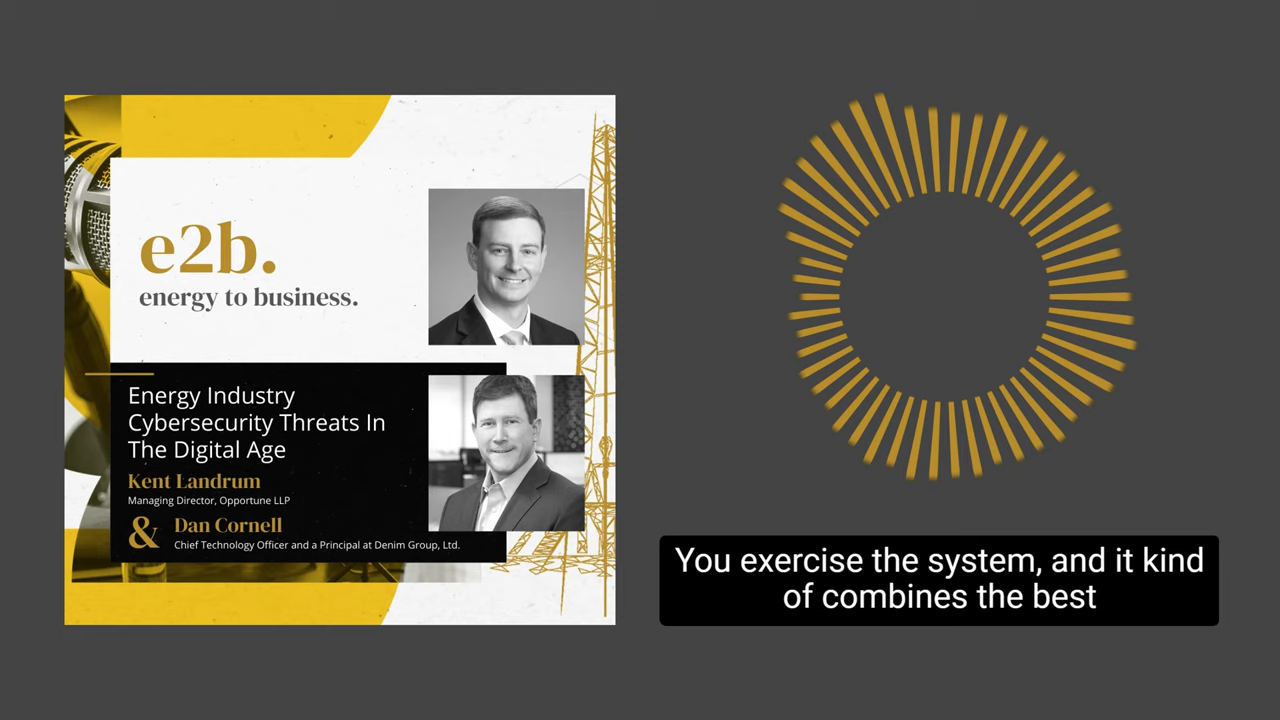 e2b.
energy to business.
Energy Industry
Cybersecurity Threats In
The Digital Age
Kent Landrum
Managing Director, Opportune LLP
& Dan Cornell
Chief Technology Officer and a Principal at Denim Group, Ltd.
You exercise the system, and it kind
of combines the best